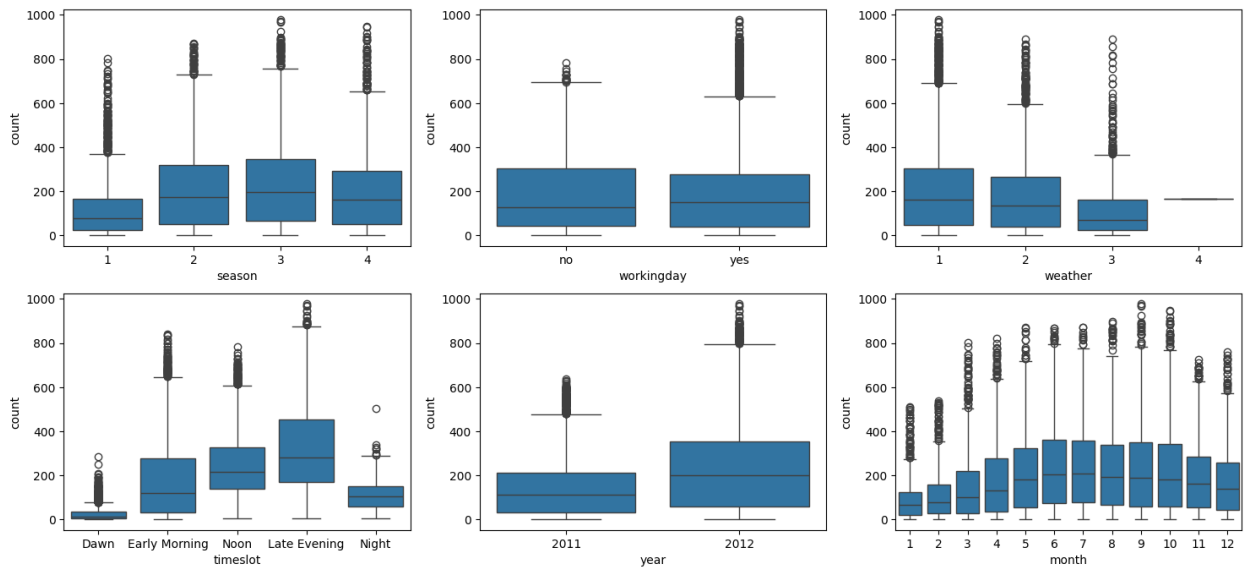 1000
800
600
400
200
0
count
1 2 3 4
season
1000
800
600
400
200
0
count
no yes
workingday
1000
800
600
400
200
0
count
1 2 3 4
weather
1000
800
600
400
200
0
count
Dawn Early Morning Noon Late Evening Night
timeslot
1000
800
600
400
200
0
count
2011 2012
year
1000
800
600
400
200
0
count
1 2 3 4 5 6 7 8 9 10 11 12
month